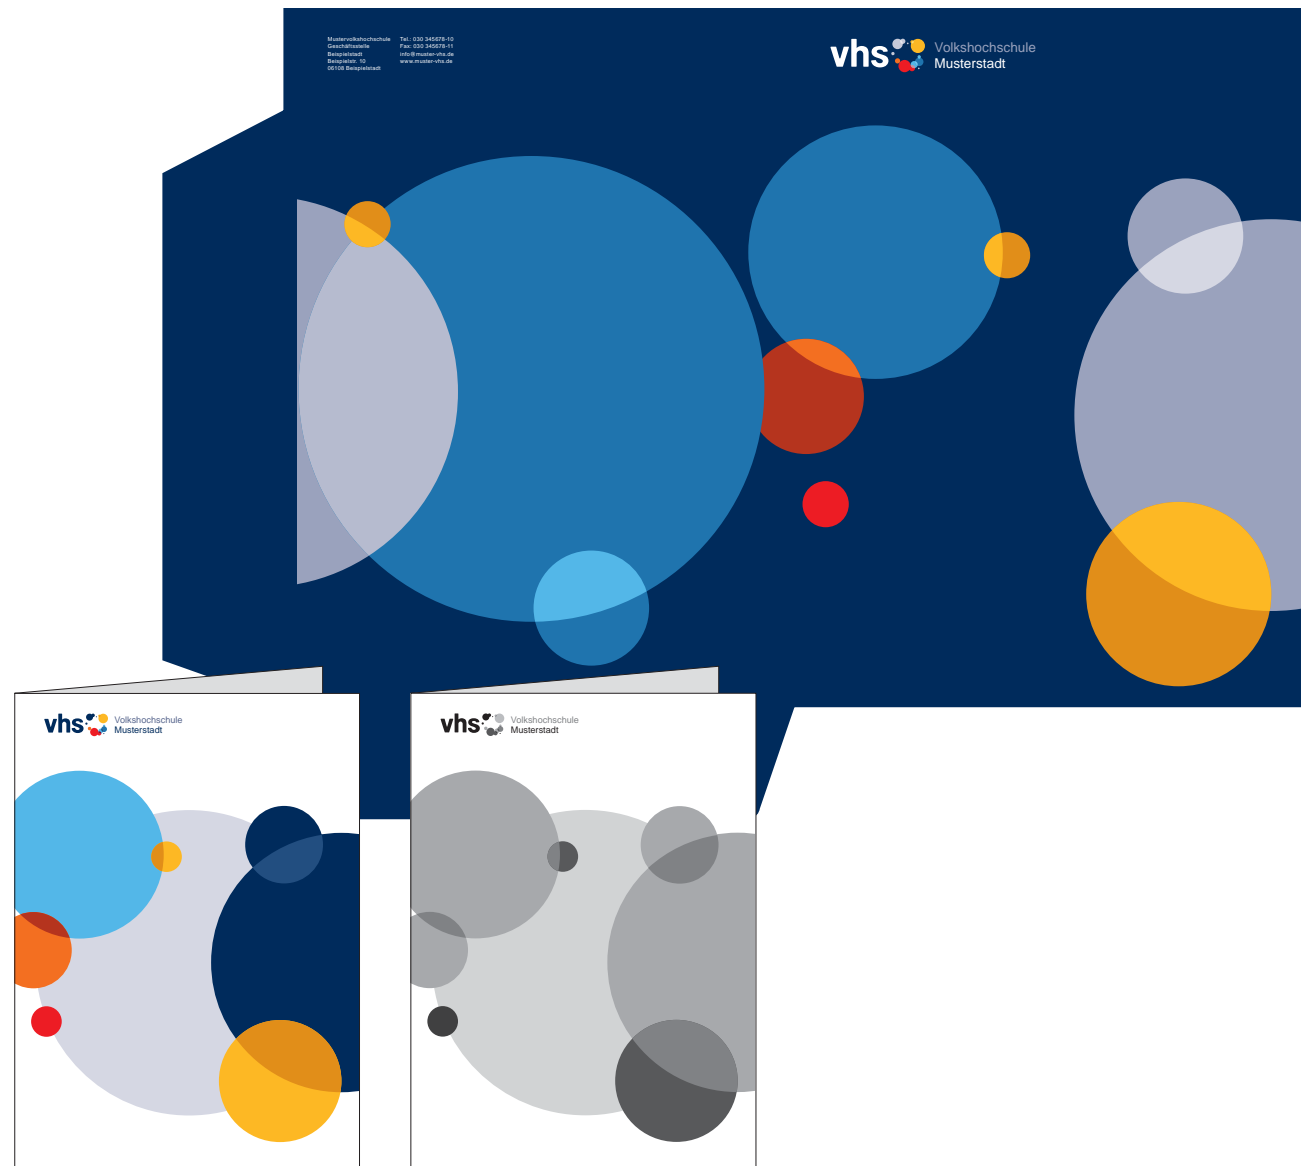 Mustervolkshochschule
Geschäftsstelle
Beispielstadt
Beispielstr. 10
06108 Beispielstadt
Tel.: 030 345678-10
Fax: 030 345678-11
info@muster-vhs.de
www.muster-vhs.de
vhs
Volkshochschule
Musterstadt
vhs
Volkshochschule
Musterstadt
vhs
Volkshochschule
Musterstadt